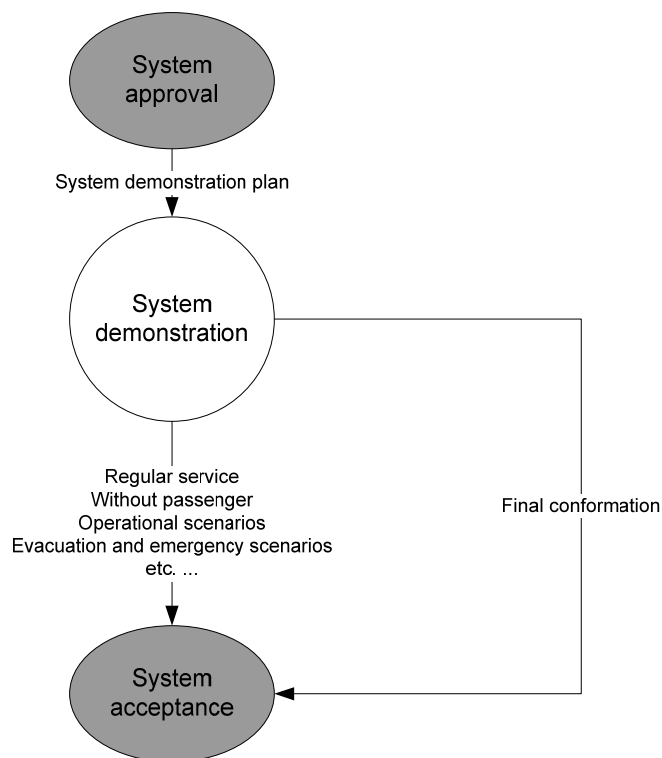 System
approval
System demonstration plan
System
demonstration
Regular service
Without passenger
Operational scenarios
Evacuation and emergency scenarios
etc. ...
Final conformation
System
acceptance